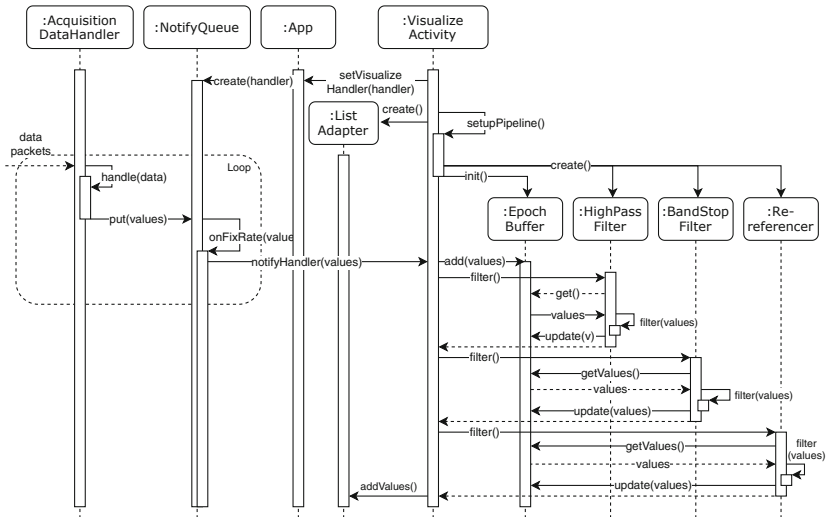 :Acquisition
DataHandler
:NotifyQueue
:App
:Visualize
Activity
create(handler)
setVisualize
Handler(handler)
:List
Adapter
create()
setupPipeline()
data
packets
Loop
handle(data)
create()
init()
put(values)
onFixRate(value
:Epoch
Buffer
:HighPass
Filter
:BandStop
Filter
:Re-
referencer
notifyHandler(values)
add(values)
filter()
get()
values
filter(values)
update(v)
filter()
getValues()
values
filter(values)
update(values)
filter()
getValues()
filter
(values)
values
update(values)
addValues()